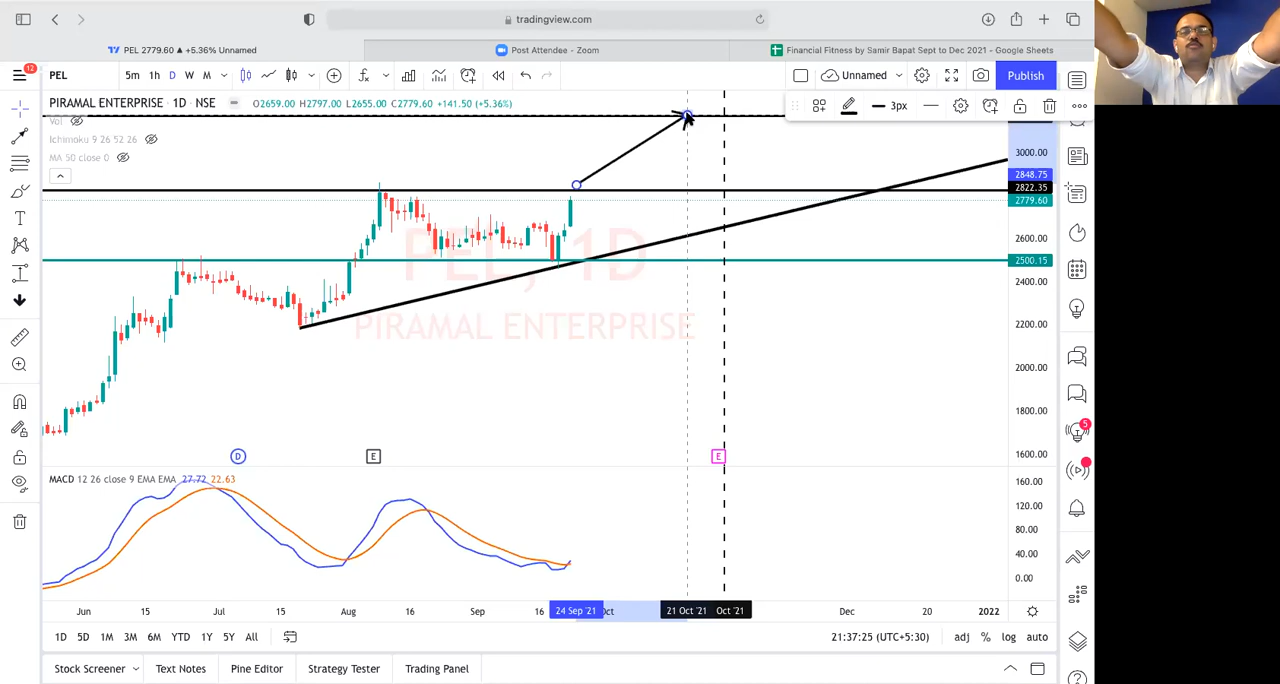 tradingview.com
PEL 2779.60 ▲ +5.36% Unnamed
Post Attendee - Zoom
Financial Fitness by Samir Bapat Sept to Dec 2021 - Google Sheets
12
PEL
5m 1h D W M
Unnamed
Publish
PIRAMAL ENTERPRISE · 1D · NSE
O2659.00 H2797.00 L2655.00 C2779.60 +141.50 (+5.36%)
3px
Vol
Ichimoku 9 26 52 26
MA 50 close 0
3000.00
2848.75
2822.35
2779.60
2600.00
2500.15
2400.00
2200.00
2000.00
1800.00
1600.00
PEL, 1D
PIRAMAL ENTERPRISE
D
E
E
5
MACD 12 26 close 9 EMA EMA 27.72 22.63
160.00
120.00
80.00
40.00
0.00
Jun 15 Jul 15 Aug 16 Sep 16 24 Sep '21 Oct 21 Oct '21 Oct '21 Dec 20 2022
1D 5D 1M 3M 6M YTD 1Y 5Y All
21:37:25 (UTC+5:30)
adj % log auto
Stock Screener Text Notes Pine Editor Strategy Tester Trading Panel